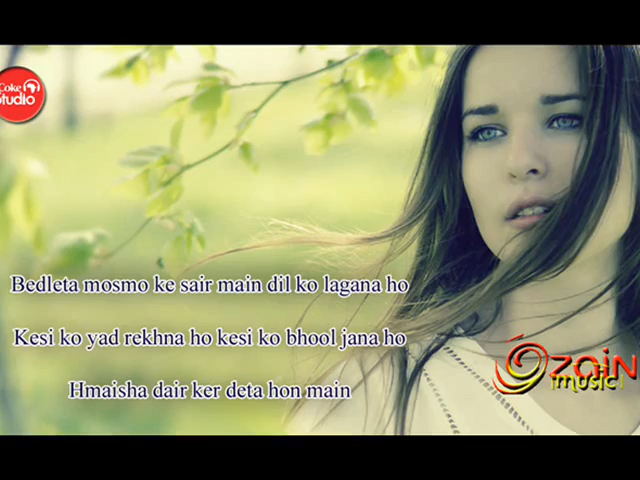 Coke
Studio
Bedleta mosmo ke sair main dil ko lagana ho
Kesi ko yad rekhna ho kesi ko bhool jana ho
Hmaisha dair ker deta hon main
zain
music